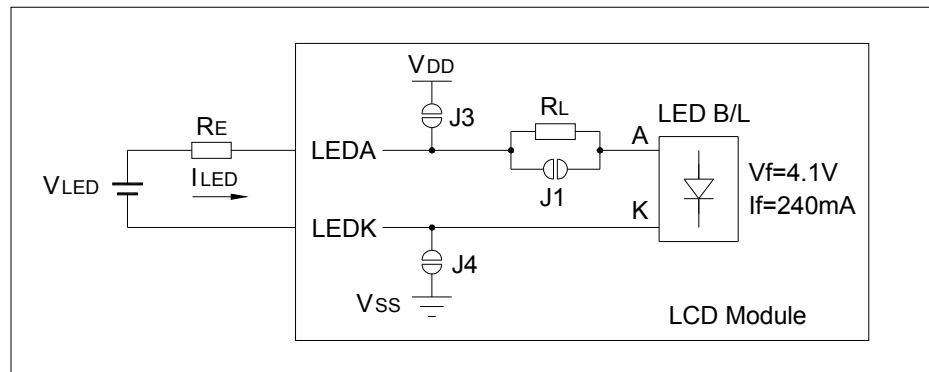 VDD
J3
RL
LED B/L
RE
LEDA
A
VLED
ILED
J1
Vf=4.1V
If=240mA
LEDK
K
J4
VSS
LCD Module